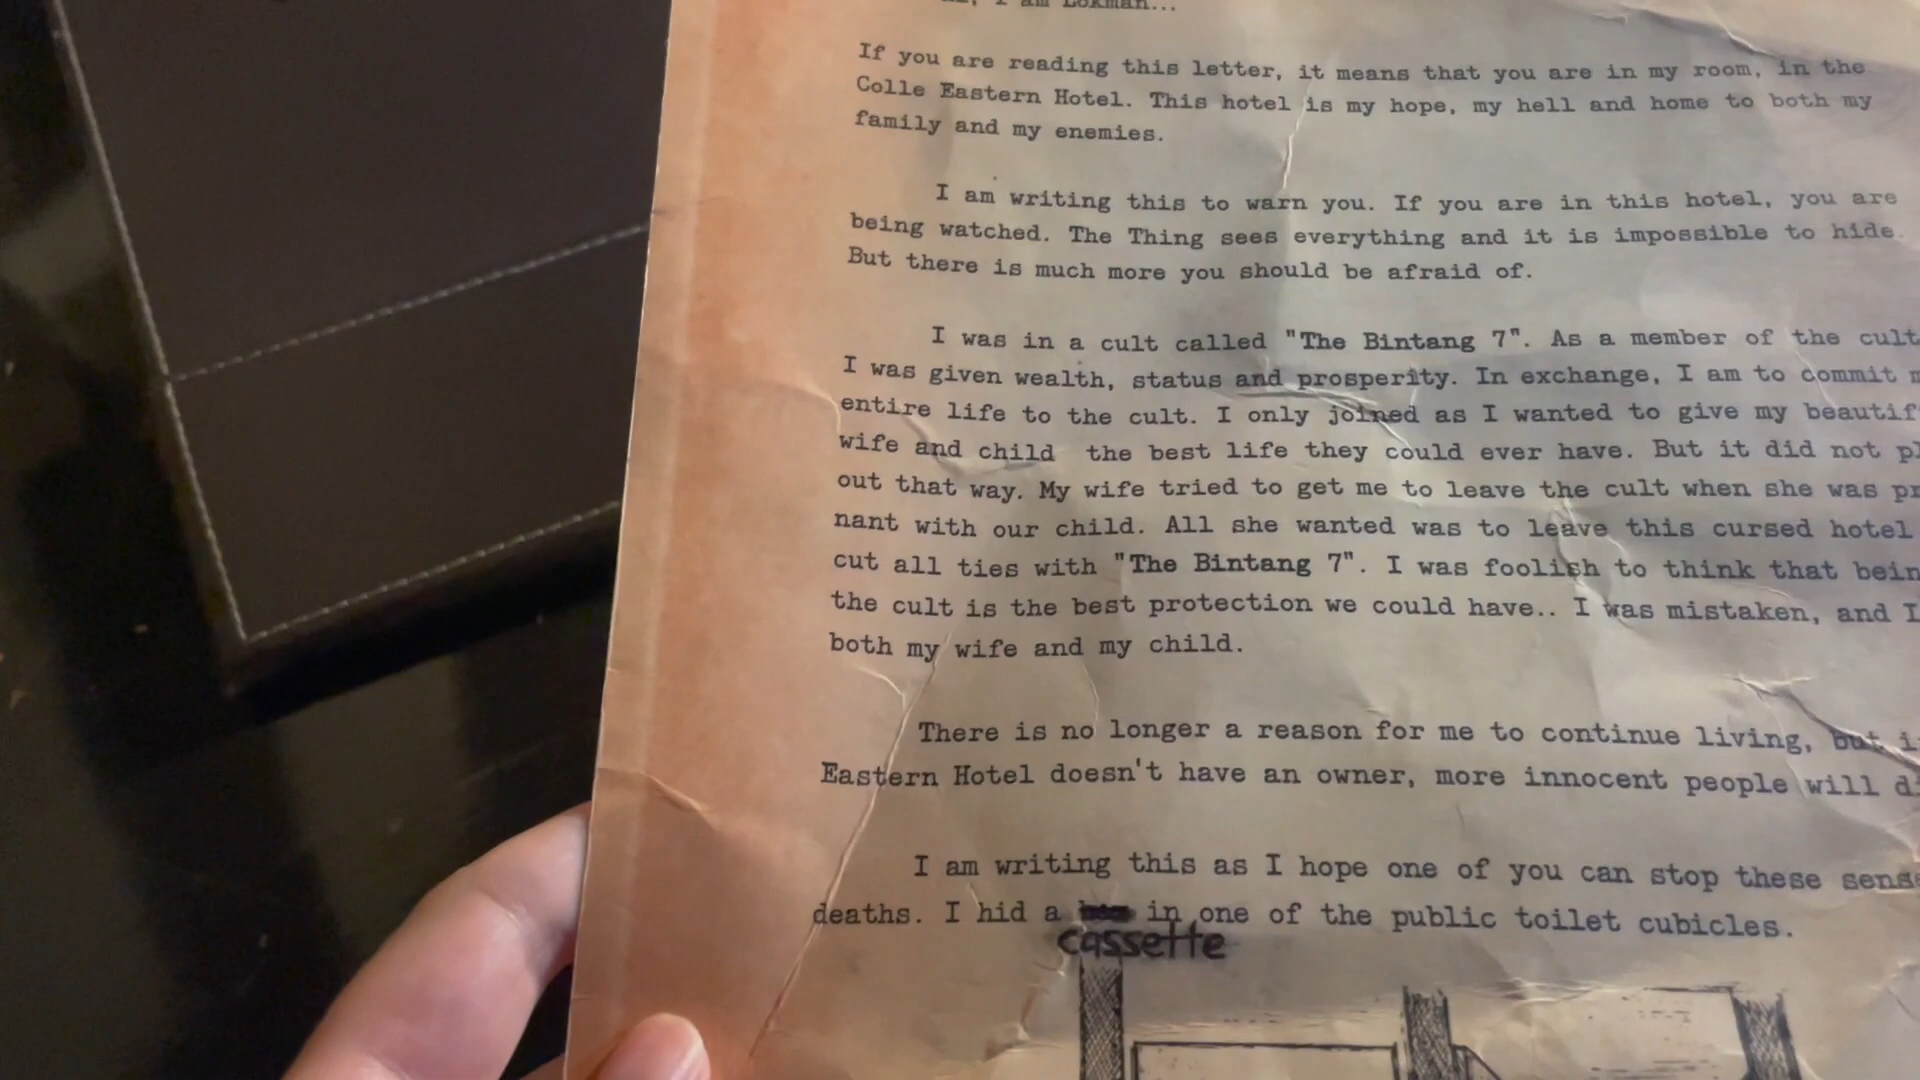 I am Lokman...
If you are reading this letter, it means that you are in my room, in the
Colle Eastern Hotel. This hotel is my hope, my hell and home to both my
family and my enemies.
I am writing this to warn you. If you are in this hotel, you are
being watched. The Thing sees everything and it is impossible to hide.
But there is much more you should be afraid of.
I was in a cult called "The Bintang 7". As a member of the cult
I was given wealth, status and prosperity. In exchange, I am to commit
entire life to the cult. I only joined as I wanted to give my beautif
wife and child the best life they could ever have. But it did not
out that way. My wife tried to get me to leave the cult when she was
nant with our child. All she wanted was to leave this cursed hotel
cut all ties with "The Bintang 7". I was foolish to think that bein
the cult is the best protection we could have.. I was mistaken, and I
both my wife and my child.
There is no longer a reason for me to continue living, but
Eastern Hotel doesn't have an owner, more innocent people will
I am writing this as I hope one of you can stop these sens
deaths. I hid a in one of the public toilet cubicles.
cassette